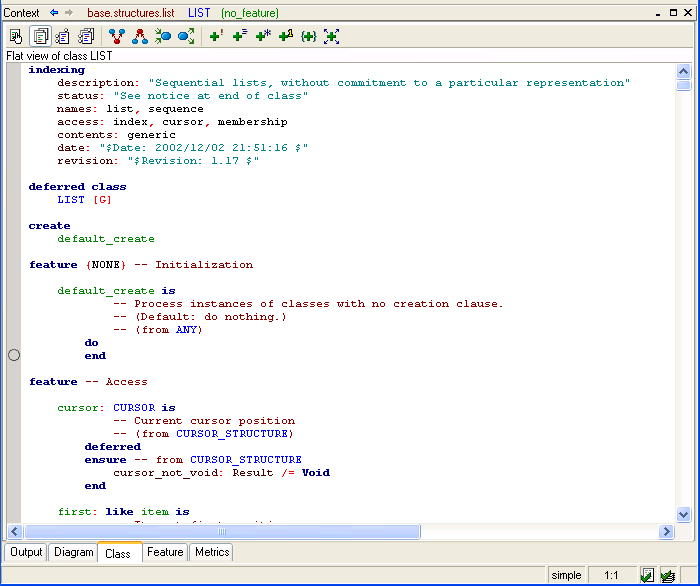 Context base.structures.list LIST (no_feature)
Flat view of class LIST
indexing
description: "Sequential lists, without commitment to a particular representation"
status: "See notice at end of class"
names: list, sequence
access: index, cursor, membership
contents: generic
date: "$Date: 2002/12/02 21:51:16 $"
revision: "$Revision: 1.17 $"
deferred class
LIST [G]
create
default_create
feature {NONE} -- Initialization
default_create is
-- Process instances of classes with no creation clause.
-- (Default: do nothing.)
-- (from ANY)
do
end
feature -- Access
cursor: CURSOR is
-- Current cursor position
-- (from CURSOR_STRUCTURE)
deferred
ensure -- from CURSOR_STRUCTURE
cursor_not_void: Result /= Void
end
first: like item is
Output Diagram Class Feature Metrics
simple 1:1